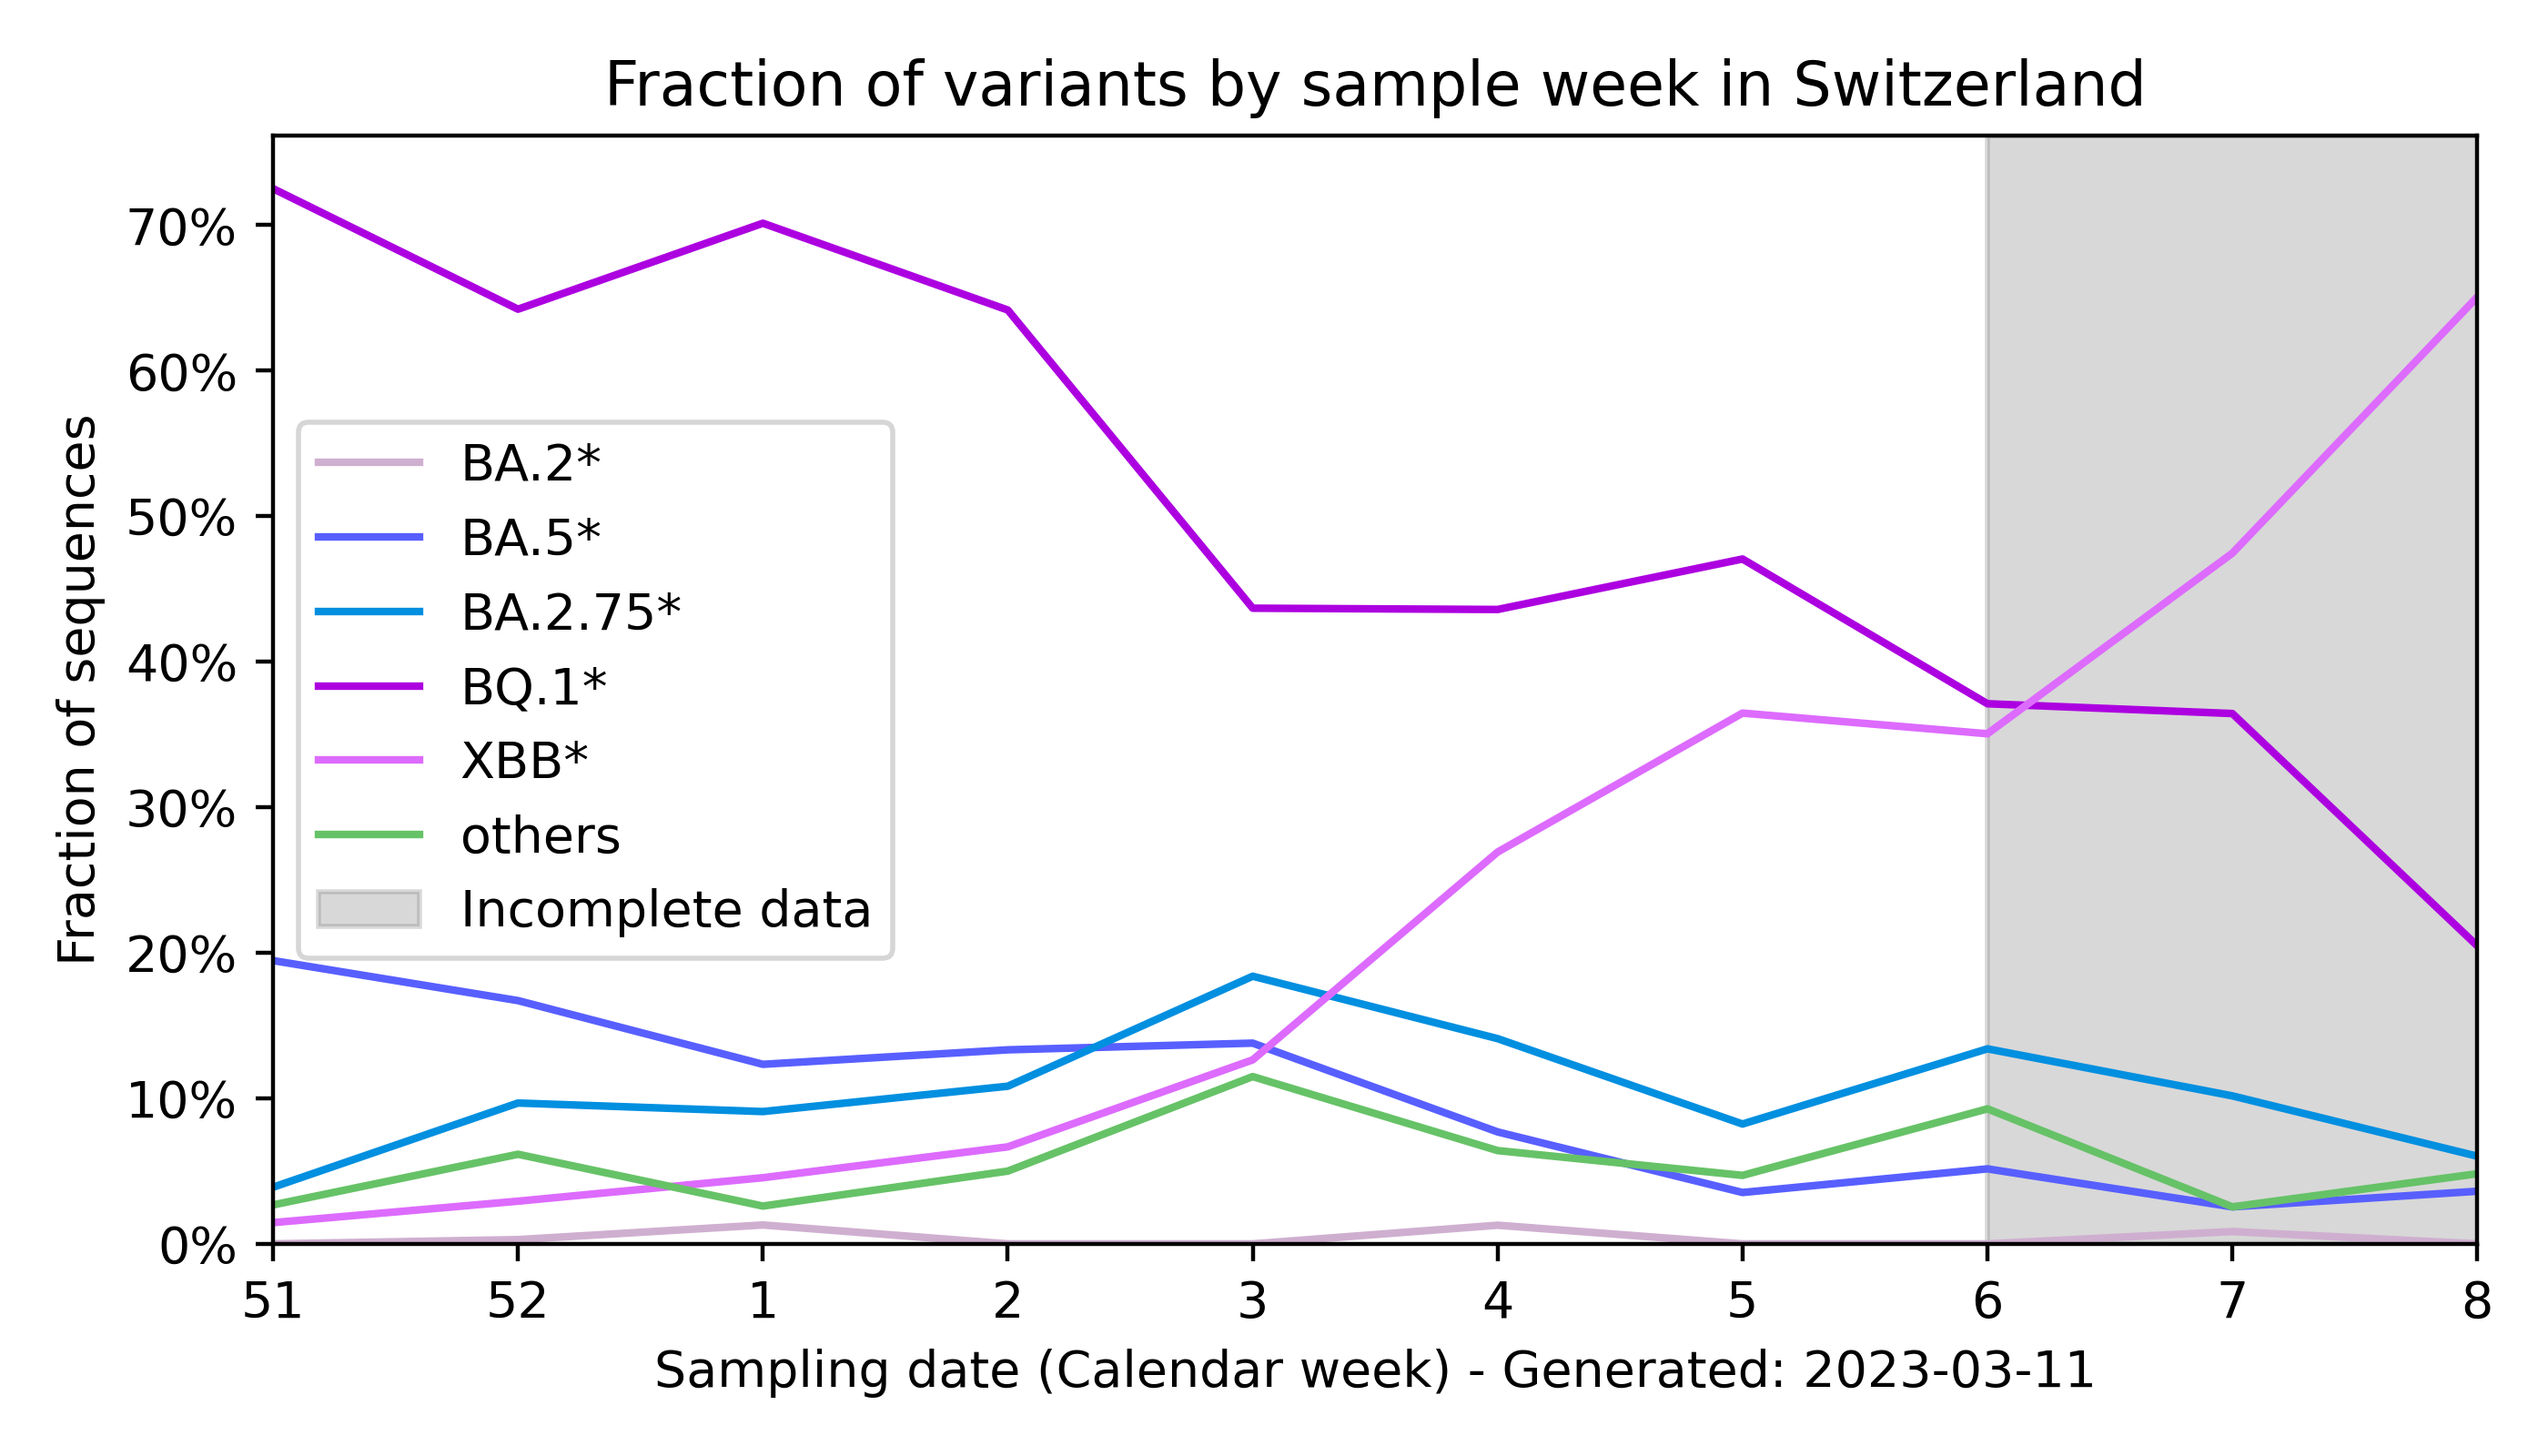 Fraction of variants by sample week in Switzerland
Fraction of sequences
70%
60%
50%
40%
30%
20%
10%
0%
BA.2*
BA.5*
BA.2.75*
BQ.1*
XBB*
others
Incomplete data
51 52 1 2 3 4 5 6 7 8
Sampling date (Calendar week) - Generated: 2023-03-11